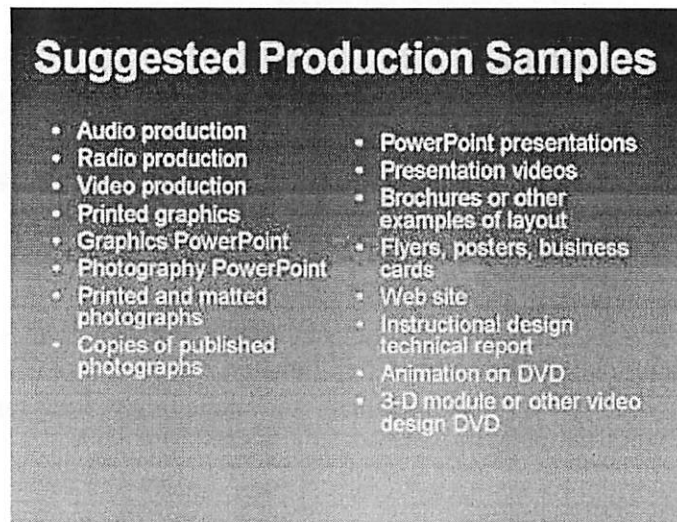 Suggested Production Samples
• Audio production
• Radio production
• Video production
• Printed graphics
• Graphics PowerPoint
• Photography PowerPoint
• Printed and matted
photographs
• Copies of published
photographs
• PowerPoint presentations
• Presentation videos
• Brochures or other
examples of layout
• Flyers, posters, business
cards
• Web site
• Instructional design
technical report
• Animation on DVD
• 3-D module or other video
design DVD